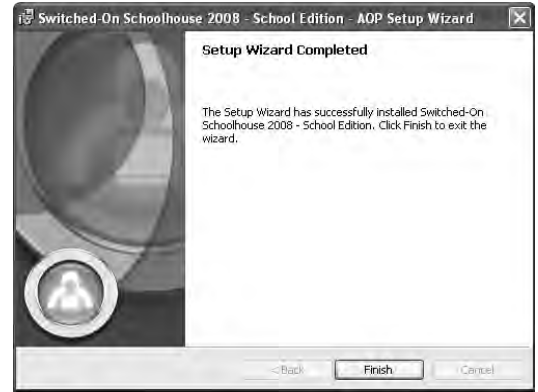 Switched-On Schoolhouse 2008 - School Edition - AOP Setup Wizard
Setup Wizard Completed
The Setup Wizard has successfully installed Switched-On
Schoolhouse 2008 - School Edition. Click Finish to exit the
wizard.
< Back Finish Cancel